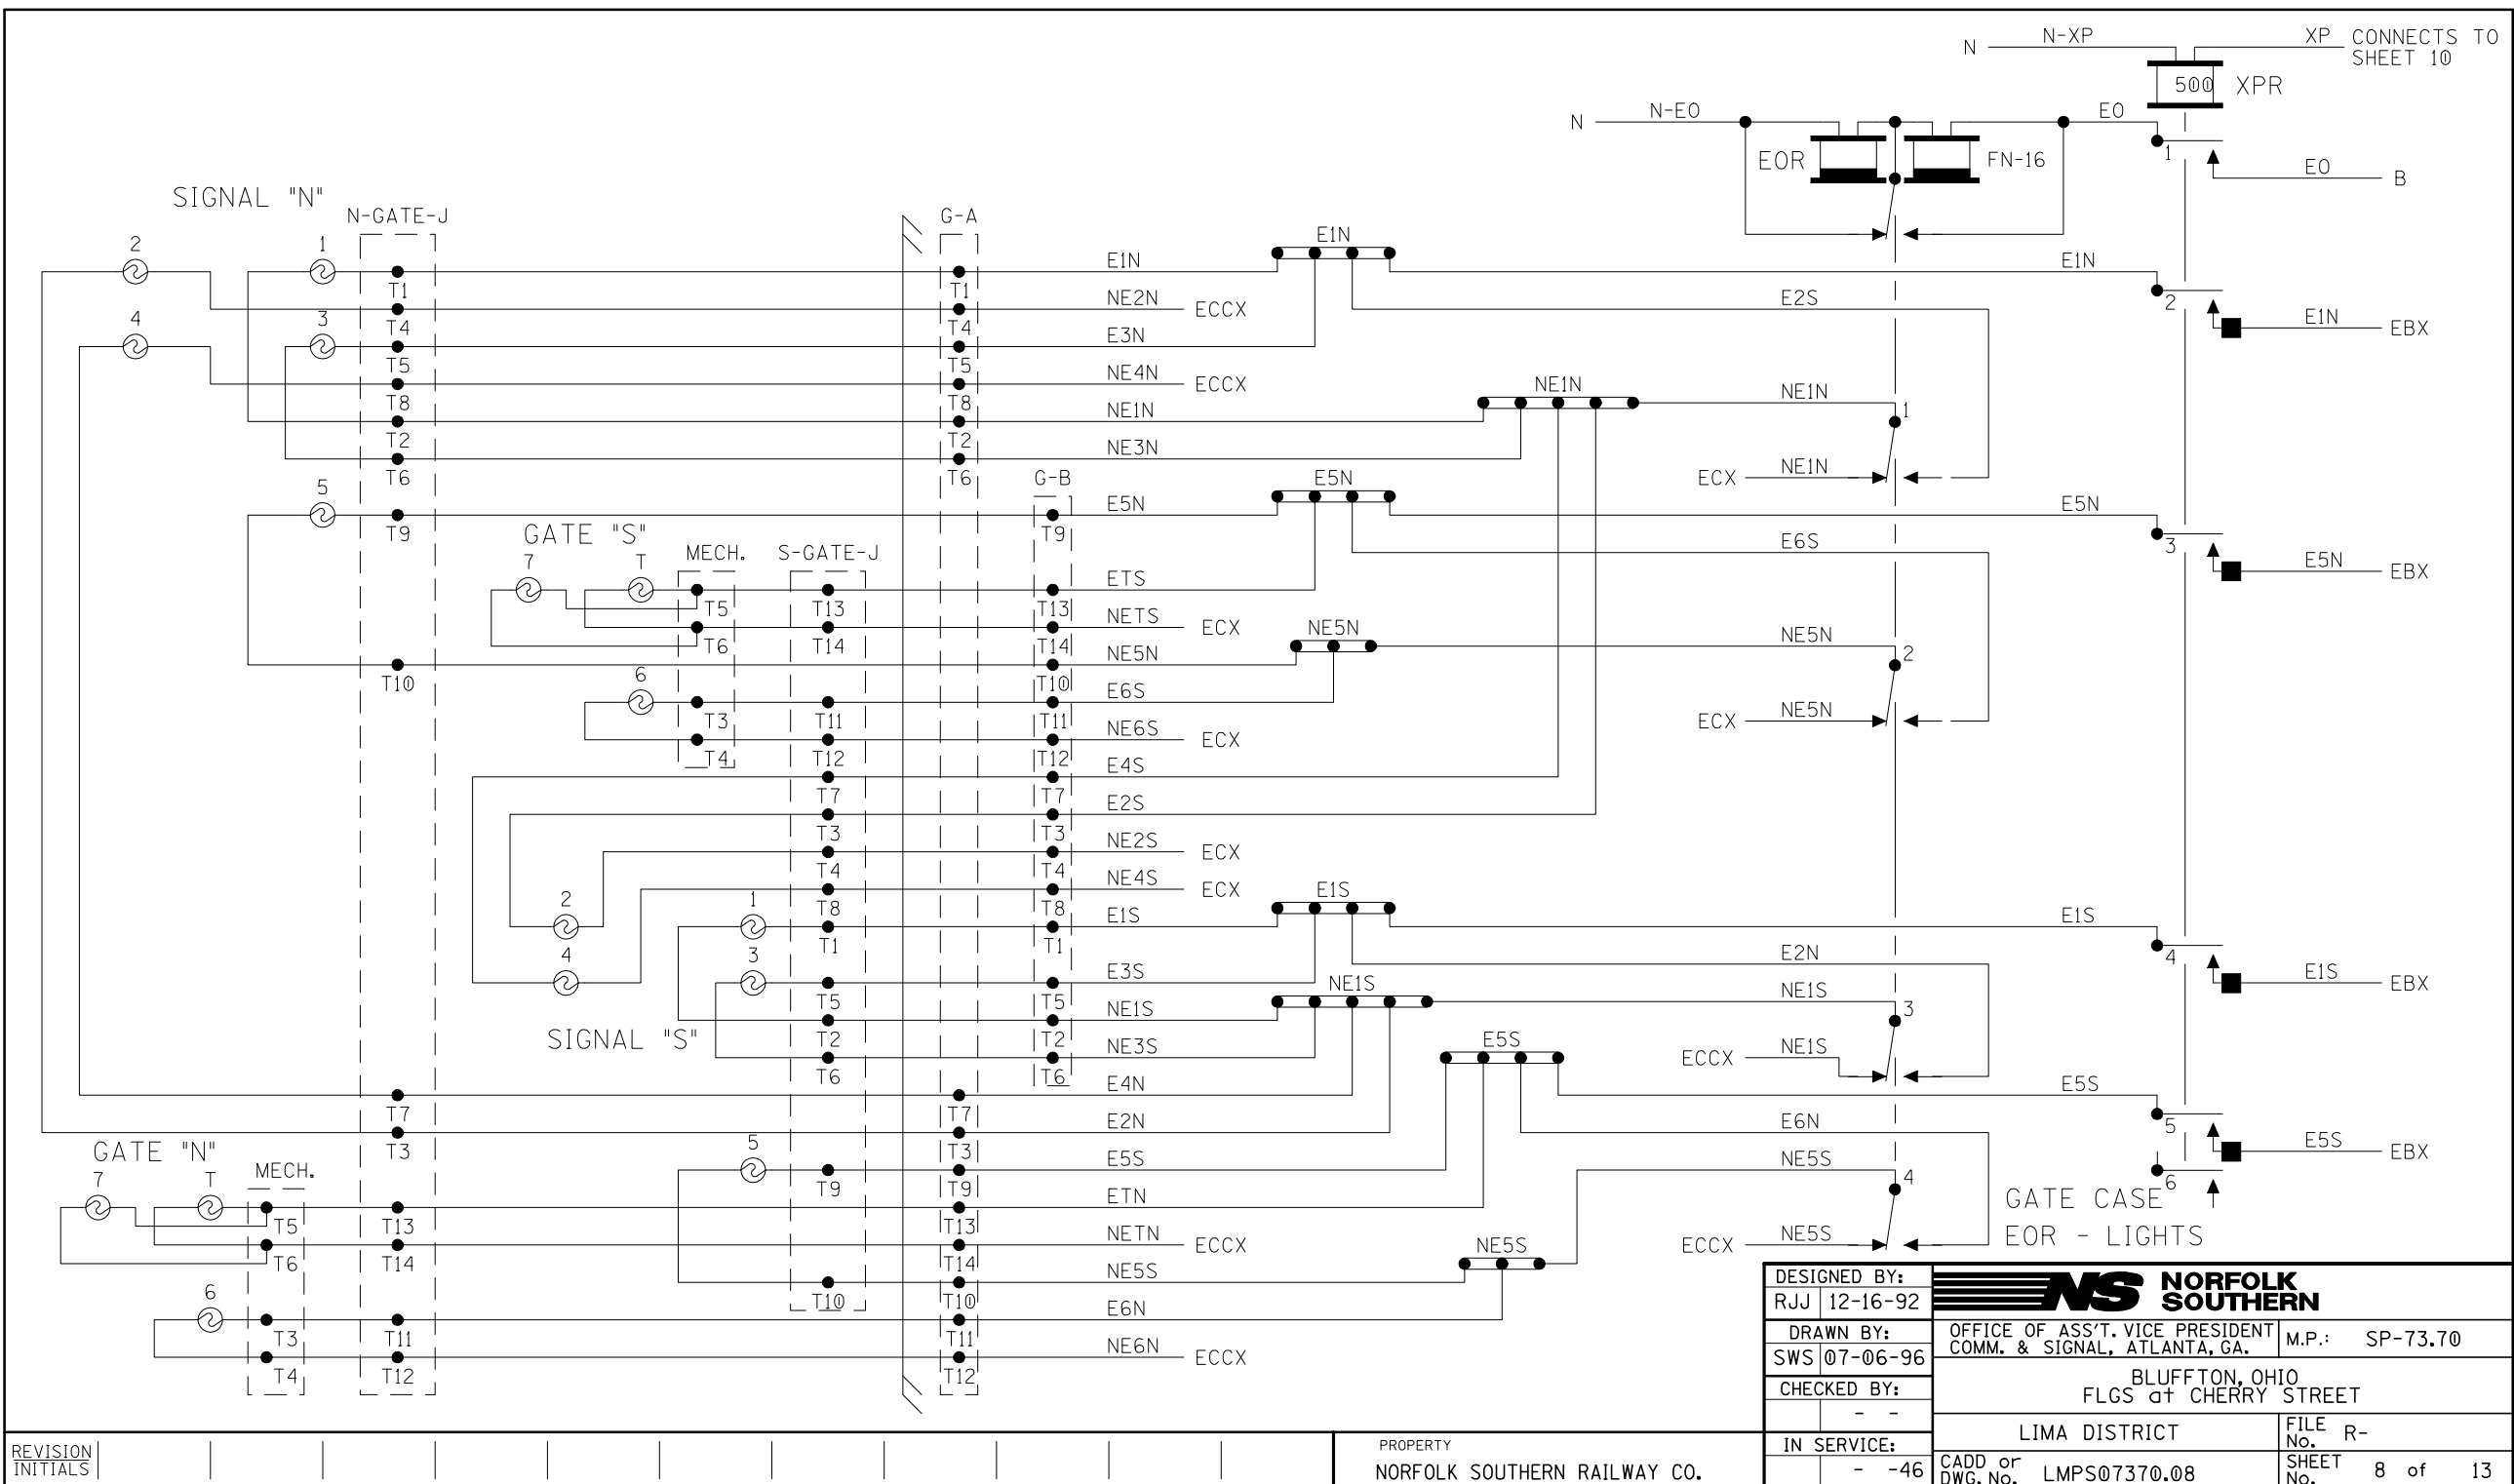 N N-XP XP CONNECTS TO
SHEET 10
500 XPR
N N-EO EO
EOR FN-16 1
EO B
SIGNAL "N"
N-GATE-J G-A
2 1 E1N E1N E1N
T1 T1 NE2N ECCX E2S 2
4 3 T4 T4 E3N E1N EBX
T5 T5 NE4N ECCX
T8 T8 NE1N NE1N NE1N 1
T2 T2 NE3N
T6 T6 ECX NE1N
G-B
5 E5N E5N E5N
T9 T9
GATE "S" 3
7 T MECH. S-GATE-J E6S
E5N EBX
ETS
T5 T13 T13 NETS ECX
T6 T14 T14 NE5N NE5N NE5N 2
T10 T10 E6S
6
T3 T11 T11 NE6S ECX ECX NE5N
T4 T12 T12 E4S
T7 T7 E2S
T3 T3 NE2S ECX
T4 T4 NE4S ECX
2 1 T8 T8 E1S E1S E1S
T1 T1
4 3 E2N 4
E3S E1S EBX
T5 T5 NE1S NE1S NE1S 3
SIGNAL "S" T2 T2 NE3S
T6 T6 E5S ECCX NE1S
E4N E5S
T7 T7 E2N E6N 5
T3 T3
GATE "N" 5 E5S NE5S E5S EBX
7 T MECH. T9 T9 ETN 4 6
T5 T13 T13 NETN ECCX GATE CASE
T6 T14 T14 NE5S NE5S ECCX NE5S EOR - LIGHTS
T10 T10 E6N
6
T3 T11 T11 NE6N ECCX
T4 T12 T12
DESIGNED BY:
RJJ 12-16-92
NS NORFOLK
SOUTHERN
DRAWN BY:
SWS 07-06-96
OFFICE OF ASS'T. VICE PRESIDENT
COMM. & SIGNAL, ATLANTA, GA.
M.P.: SP-73.70
CHECKED BY:
- -
BLUFFTON, OHIO
FLGS at CHERRY STREET
IN SERVICE:
- -46
LIMA DISTRICT
FILE
No. R-
CADD or
DWG. No. LMPS07370.08
SHEET
No. 8 of 13
REVISION
INITIALS
PROPERTY
NORFOLK SOUTHERN RAILWAY CO.